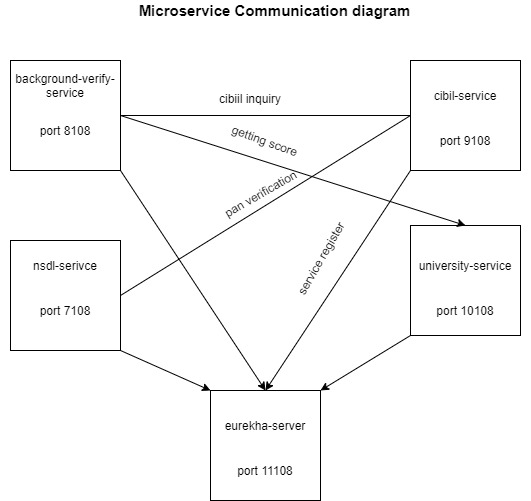 Microservice Communication diagram
background-verify-
service
port 8108
cibiil inquiry
cibil-service
port 9108
getting score
pan verification
service register
nsdl-serivce
port 7108
university-service
port 10108
eurekha-server
port 11108